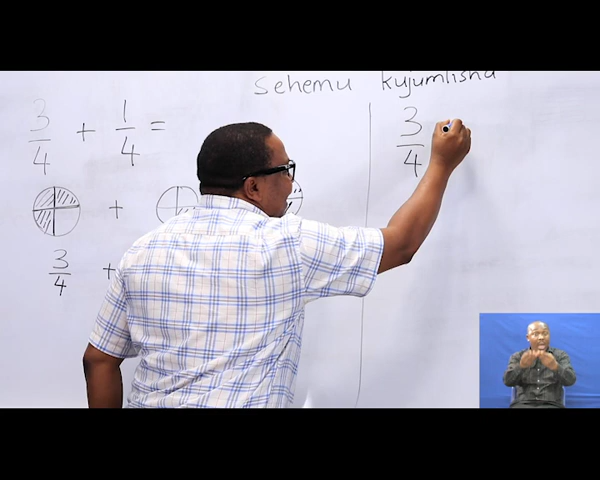 Sehemu kujumlisha
3/4 + 1/4 =
+
3/4 +
3/4